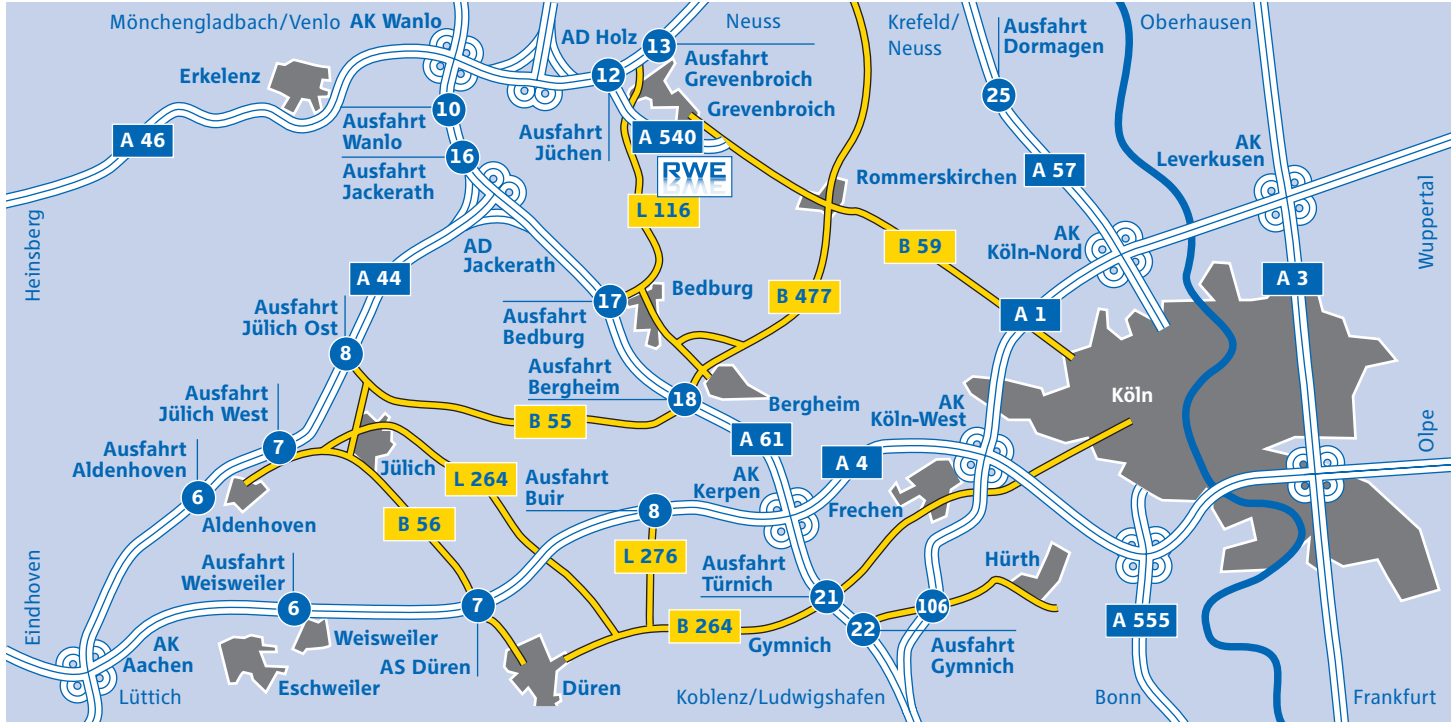 Mönchengladbach/Venlo AK Wanlo
Neuss
Krefeld/
Neuss
Ausfahrt
Dormagen
Oberhausen
AD Holz
13
Ausfahrt
Grevenbroich
Erkelenz
12
Grevenbroich
25
10
Ausfahrt
Wanlo
Ausfahrt
Jüchen
A 46
A 540
16
Ausfahrt
Jackerath
RWE
Rommerskirchen
A 57
AK
Leverkusen
Heinsberg
L 116
Wuppertal
AD
Jackerath
B 59
AK
Köln-Nord
A 44
Bedburg
B 477
A 3
Ausfahrt
Jülich Ost
17
Ausfahrt
Bedburg
A 1
8
Ausfahrt
Bergheim
18
Bergheim
Köln
Ausfahrt
Jülich West
B 55
AK
Köln-West
7
A 61
Olpe
Ausfahrt
Aldenhoven
Jülich
A 4
6
L 264
Ausfahrt
Buir
AK
Kerpen
8
Frechen
Aldenhoven
B 56
Ausfahrt
Weisweiler
L 276
Ausfahrt
Türnich
Hürth
Eindhoven
6
7
21
106
A 555
Weisweiler
B 264
Gymnich
22
AK
Aachen
AS Düren
Ausfahrt
Gymnich
Eschweiler
Düren
Lüttich
Koblenz/Ludwigshafen
Bonn
Frankfurt